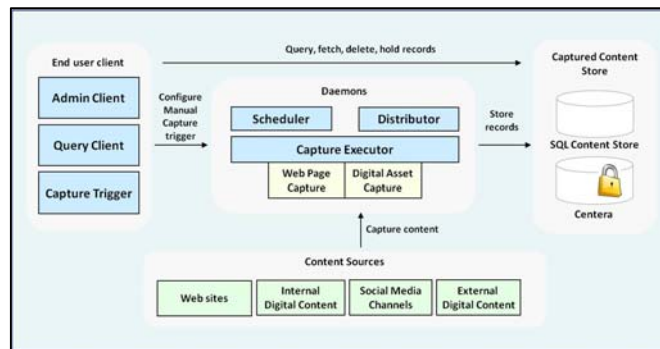 Query, fetch, delete, hold records
End user client
Admin Client
Query Client
Capture Trigger
Configure
Manual
Capture
trigger
Daemons
Scheduler
Distributor
Capture Executor
Web Page
Capture
Digital Asset
Capture
Store
records
Captured Content
Store
SQL Content Store
Centera
Capture content
Content Sources
Web sites
Internal
Digital Content
Social Media
Channels
External
Digital Content